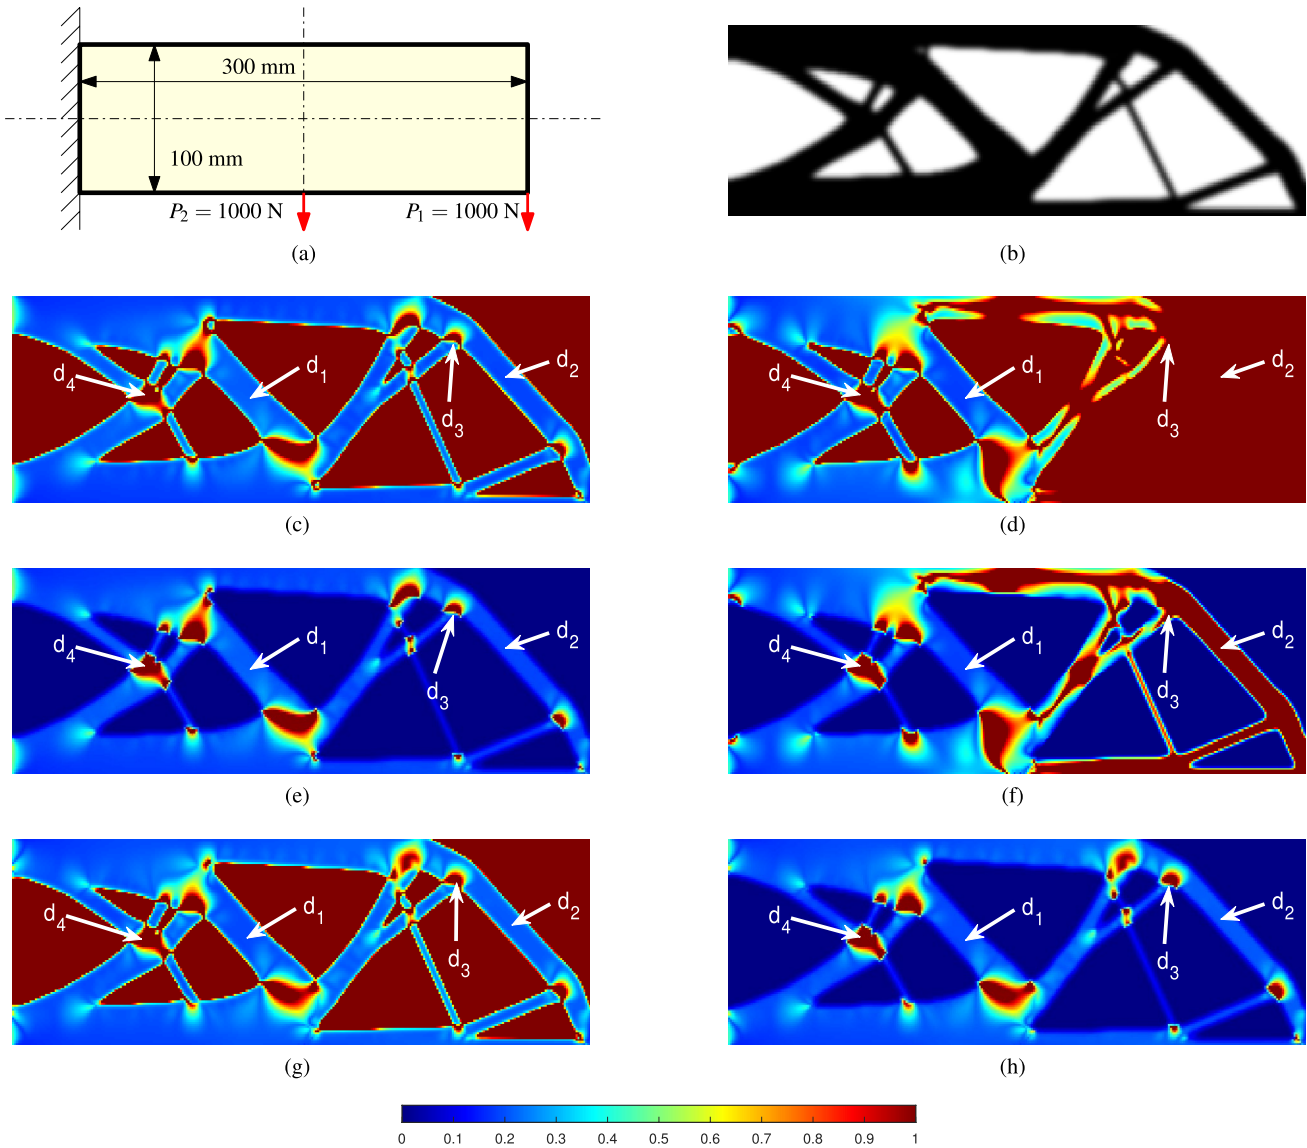 300 mm
100 mm
P₂ = 1000 N
P₁ = 1000 N
(a)
(b)
d₁
d₂
d₃
d₄
(c)
d₁
d₂
d₃
d₄
(d)
d₁
d₂
d₃
d₄
(e)
d₁
d₂
d₃
d₄
(f)
d₁
d₂
d₃
d₄
(g)
d₁
d₂
d₃
d₄
(h)
0 0.1 0.2 0.3 0.4 0.5 0.6 0.7 0.8 0.9 1